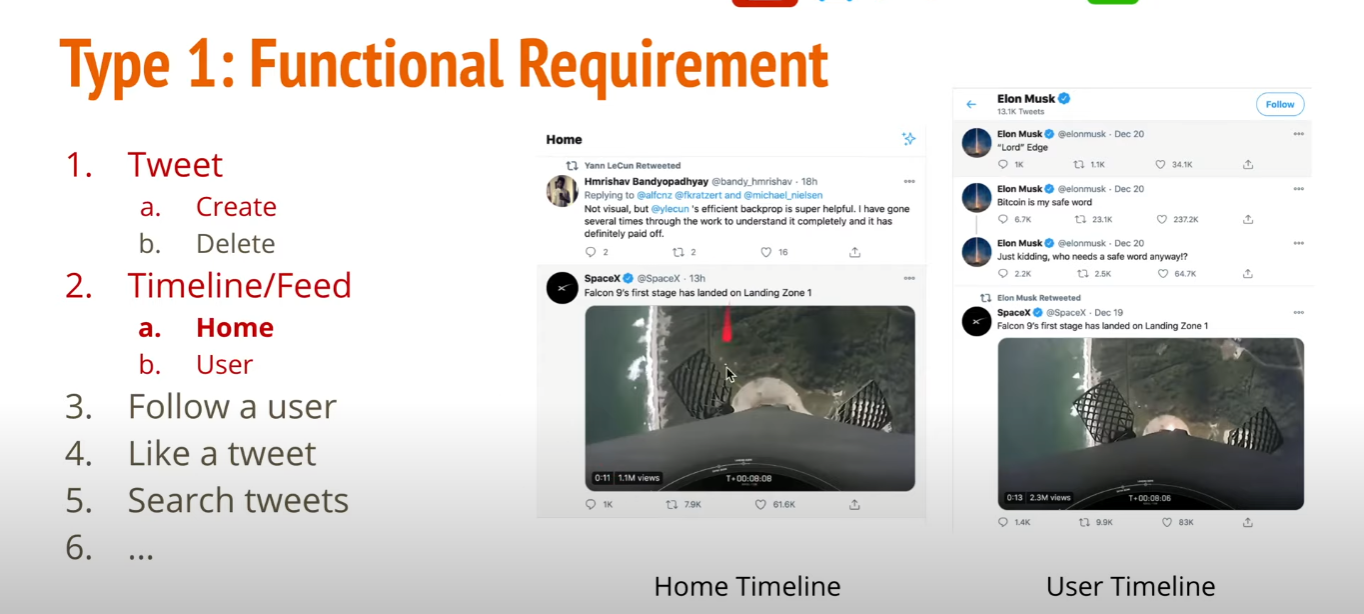 Type 1: Functional Requirement
1. Tweet
a. Create
b. Delete
2. Timeline/Feed
a. Home
b. User
3. Follow a user
4. Like a tweet
5. Search tweets
6. ...
Home
Yann LeCun Retweeted
Hmrishav Bandyopadhyay @bandy_hmrishav · 18h
Replying to @alfcnz @fkratzert and @michael_nielsen
Not visual, but @ylecun 's efficient backprop is super helpful. I have gone
several times through the work to understand it completely and it has
definitely paid off.
2 2 16
SpaceX @SpaceX · 13h
Falcon 9's first stage has landed on Landing Zone 1
0:11 1.1M views T+00:08:08
1K 7.9K 61.6K
Home Timeline
Elon Musk
13.1K Tweets
Follow
Elon Musk @elonmusk · Dec 20
"Lord" Edge
1K 1.1K 34.1K
Elon Musk @elonmusk · Dec 20
Bitcoin is my safe word
6.7K 23.1K 237.2K
Elon Musk @elonmusk · Dec 20
Just kidding, who needs a safe word anyway!?
2.2K 2.5K 64.7K
Elon Musk Retweeted
SpaceX @SpaceX · Dec 19
Falcon 9's first stage has landed on Landing Zone 1
0:13 2.3M views T+00:08:06
1.4K 9.9K 83K
User Timeline